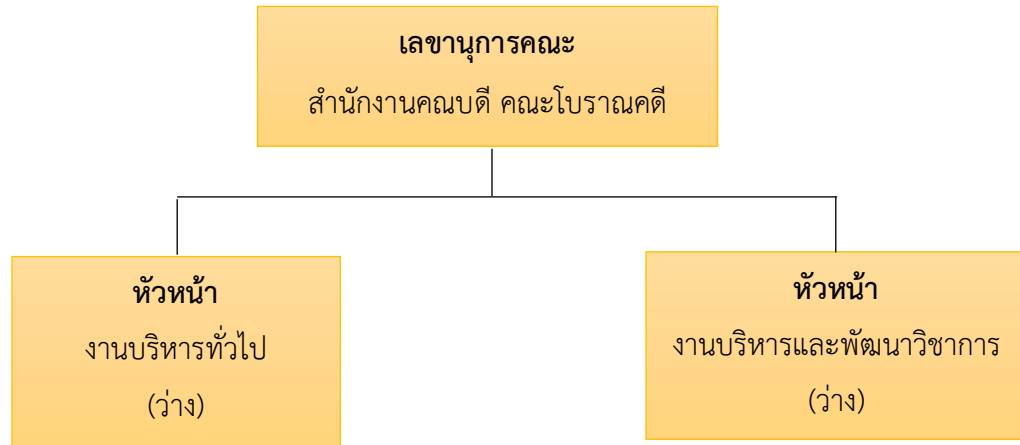 เลขานุการคณะ
สำนักงานคณบดี คณะโบราณคดี
หัวหน้า
งานบริหารทั่วไป
(ว่าง)
หัวหน้า
งานบริหารและพัฒนาวิชาการ
(ว่าง)